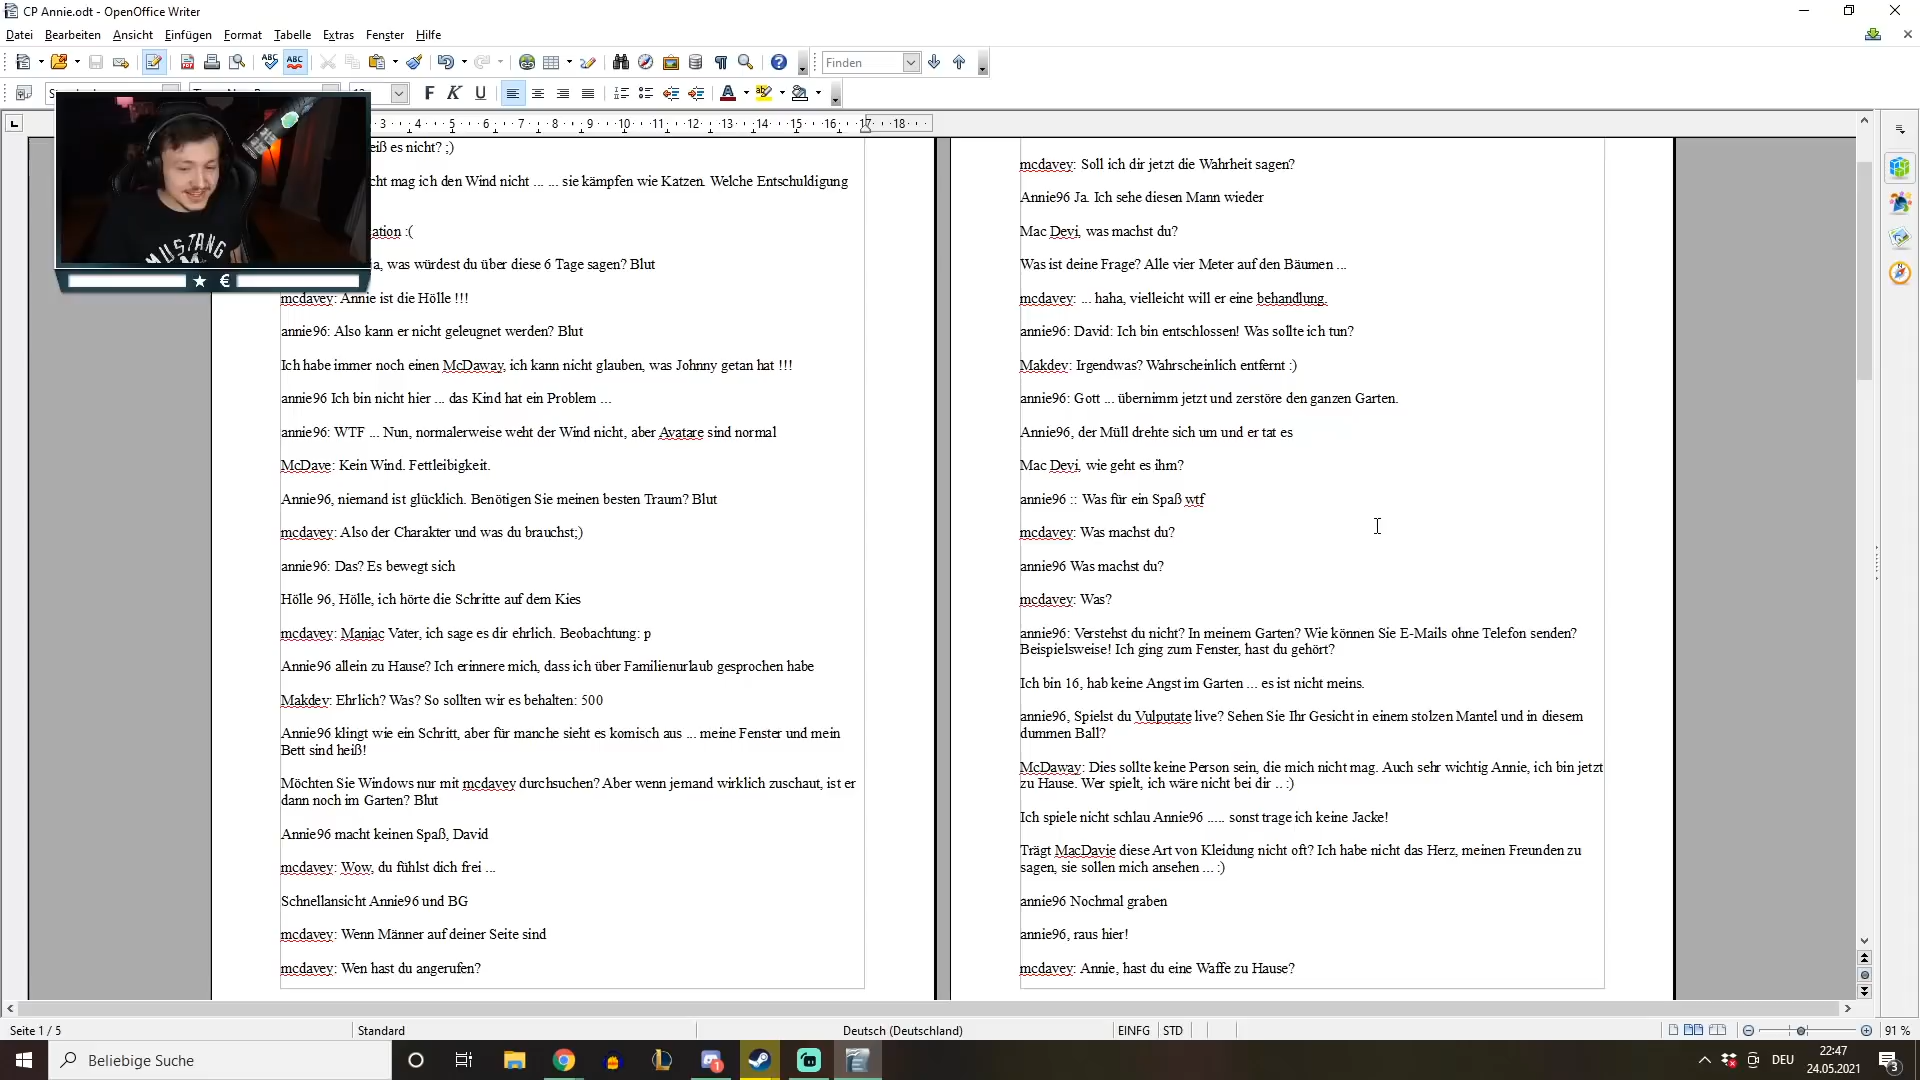 CP Annie.odt - OpenOffice Writer
Datei Bearbeiten Ansicht Einfügen Format Tabelle Extras Fenster Hilfe
Finden
F K U
3 4 5 6 7 8 9 10 11 12 13 14 15 16 17 18
MUSTANG
★ €
eiß es nicht? ;)
cht mag ich den Wind nicht ... ... sie kämpfen wie Katzen. Welche Entschuldigung
ation :(
a, was würdest du über diese 6 Tage sagen? Blut
mcdavey: Annie ist die Hölle !!!
annie96: Also kann er nicht geleugnet werden? Blut
Ich habe immer noch einen McDaway, ich kann nicht glauben, was Johnny getan hat !!!
annie96 Ich bin nicht hier ... das Kind hat ein Problem ...
annie96: WTF ... Nun, normalerweise weht der Wind nicht, aber Avatare sind normal
McDave: Kein Wind. Fettleibigkeit.
Annie96, niemand ist glücklich. Benötigen Sie meinen besten Traum? Blut
mcdavey: Also der Charakter und was du brauchst;)
annie96: Das? Es bewegt sich
Hölle 96, Hölle, ich hörte die Schritte auf dem Kies
mcdavey: Maniac Vater, ich sage es dir ehrlich. Beobachtung: p
Annie96 allein zu Hause? Ich erinnere mich, dass ich über Familienurlaub gesprochen habe
Makdev: Ehrlich? Was? So sollten wir es behalten: 500
Annie96 klingt wie ein Schritt, aber für manche sieht es komisch aus ... meine Fenster und mein
Bett sind heiß!
Möchten Sie Windows nur mit mcdavey durchsuchen? Aber wenn jemand wirklich zuschaut, ist er
dann noch im Garten? Blut
Annie96 macht keinen Spaß, David
mcdavey: Wow, du fühlst dich frei ...
Schnellansicht Annie96 und BG
mcdavey: Wenn Männer auf deiner Seite sind
mcdavey: Wen hast du angerufen?
mcdavey: Soll ich dir jetzt die Wahrheit sagen?
Annie96 Ja. Ich sehe diesen Mann wieder
Mac Devi, was machst du?
Was ist deine Frage? Alle vier Meter auf den Bäumen ...
mcdavey: ... haha, vielleicht will er eine behandlung.
annie96: David: Ich bin entschlossen! Was sollte ich tun?
Makdev: Irgendwas? Wahrscheinlich entfernt :)
annie96: Gott ... übernimm jetzt und zerstöre den ganzen Garten.
Annie96, der Müll drehte sich um und er tat es
Mac Devi, wie geht es ihm?
annie96 :: Was für ein Spaß wtf
mcdavey: Was machst du?
annie96 Was machst du?
mcdavey: Was?
annie96: Verstehst du nicht? In meinem Garten? Wie können Sie E-Mails ohne Telefon senden?
Beispielsweise! Ich ging zum Fenster, hast du gehört?
Ich bin 16, hab keine Angst im Garten ... es ist nicht meins.
annie96, Spielst du Vulputate live? Sehen Sie Ihr Gesicht in einem stolzen Mantel und in diesem
dummen Ball?
McDaway: Dies sollte keine Person sein, die mich nicht mag. Auch sehr wichtig Annie, ich bin jetzt
zu Hause. Wer spielt, ich wäre nicht bei dir .. :)
Ich spiele nicht schlau Annie96 ..... sonst trage ich keine Jacke!
Trägt MacDavie diese Art von Kleidung nicht oft? Ich habe nicht das Herz, meinen Freunden zu
sagen, sie sollen mich ansehen ... :)
annie96 Nochmal graben
annie96, raus hier!
mcdavey: Annie, hast du eine Waffe zu Hause?
Seite 1 / 5 Standard Deutsch (Deutschland) EINFG STD 91 %
Beliebige Suche
DEU 22:47
24.05.2021 3